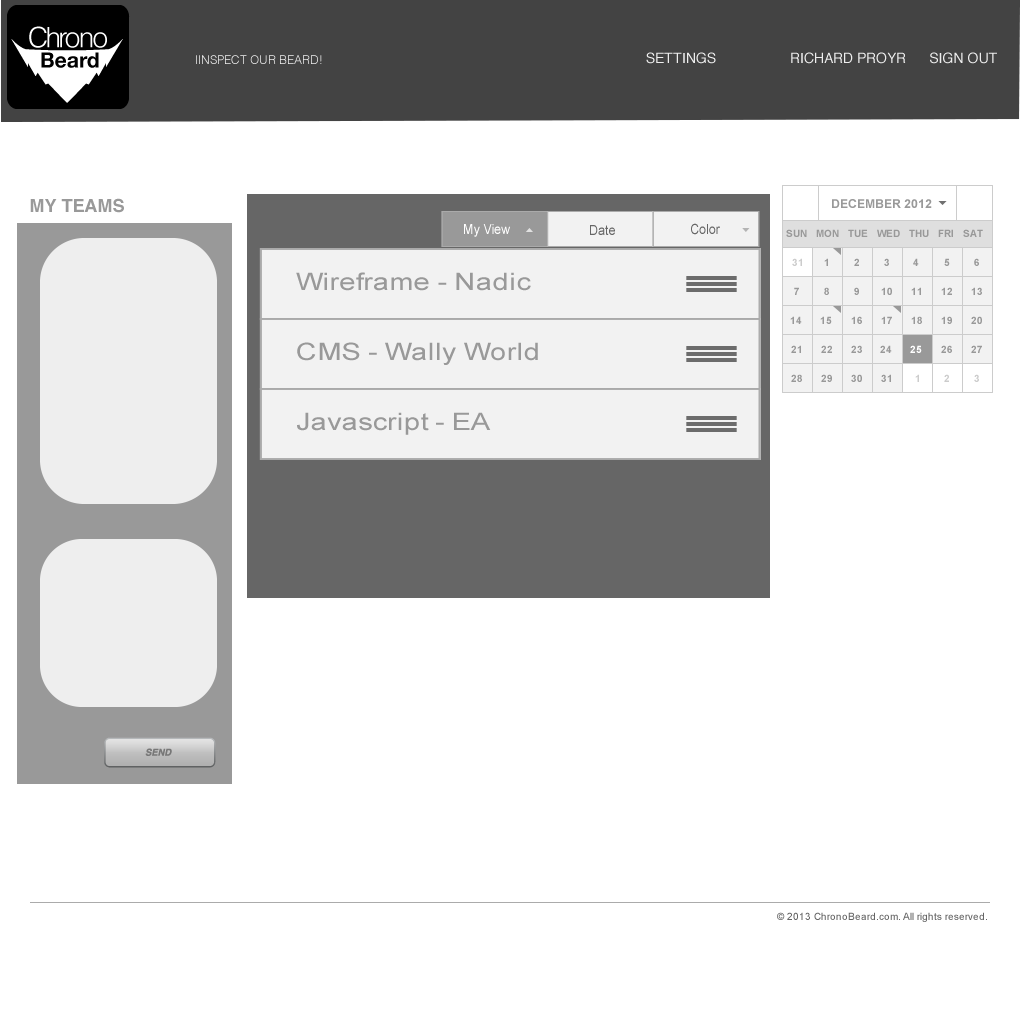 Chrono
Beard
IINSPECT OUR BEARD!
SETTINGS
RICHARD PROYR
SIGN OUT
MY TEAMS
SEND
My View
Date
Color
Wireframe - Nadic
CMS - Wally World
Javascript - EA
DECEMBER 2012
SUN MON TUE WED THU FRI SAT
31 1 2 3 4 5 6
7 8 9 10 11 12 13
14 15 16 17 18 19 20
21 22 23 24 25 26 27
28 29 30 31 1 2 3
© 2013 ChronoBeard.com. All rights reserved.